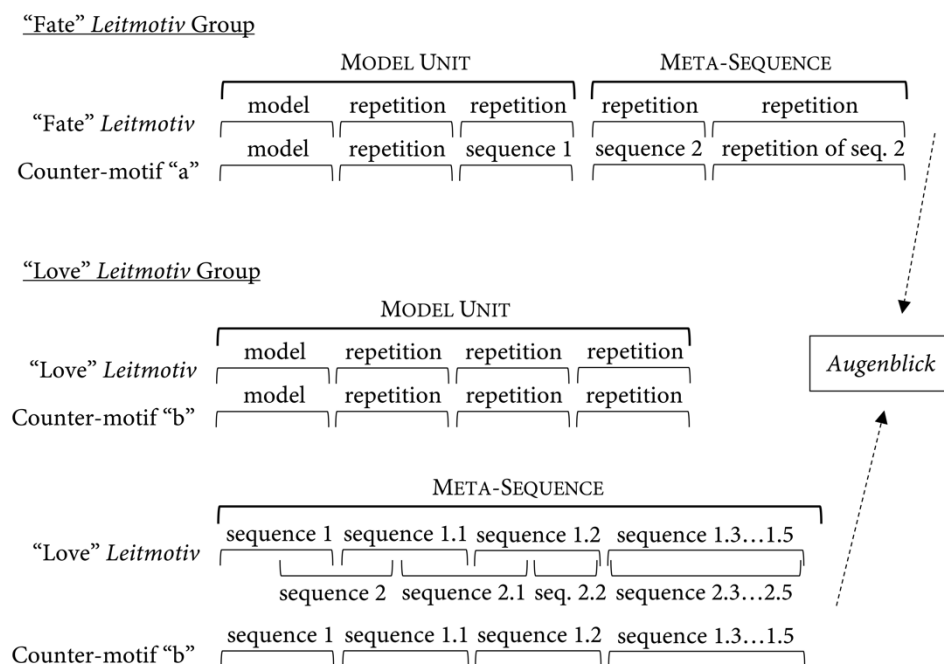 “Fate” Leitmotiv Group
MODEL UNIT META-SEQUENCE
model repetition repetition repetition repetition
“Fate” Leitmotiv
model repetition sequence 1 sequence 2 repetition of seq. 2
Counter-motif “a”
“Love” Leitmotiv Group
MODEL UNIT
model repetition repetition repetition
“Love” Leitmotiv
Augenblick
model repetition repetition repetition
Counter-motif “b”
META-SEQUENCE
sequence 1 sequence 1.1 sequence 1.2 sequence 1.3…1.5
“Love” Leitmotiv
sequence 2 sequence 2.1 seq. 2.2 sequence 2.3…2.5
sequence 1 sequence 1.1 sequence 1.2 sequence 1.3…1.5
Counter-motif “b”